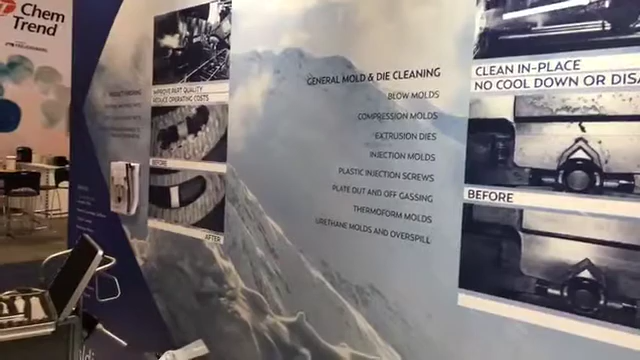 Chem
Trend
IMPROVE PART QUALITY
REDUCE OPERATING COSTS
BEFORE
AFTER
GENERAL MOLD & DIE CLEANING
BLOW MOLDS
COMPRESSION MOLDS
EXTRUSION DIES
INJECTION MOLDS
PLASTIC INJECTION SCREWS
PLATE OUT AND OFF GASSING
THERMOFORM MOLDS
URETHANE MOLDS AND OVERSPILL
CLEAN IN-PLACE
NO COOL DOWN OR DISA
BEFORE